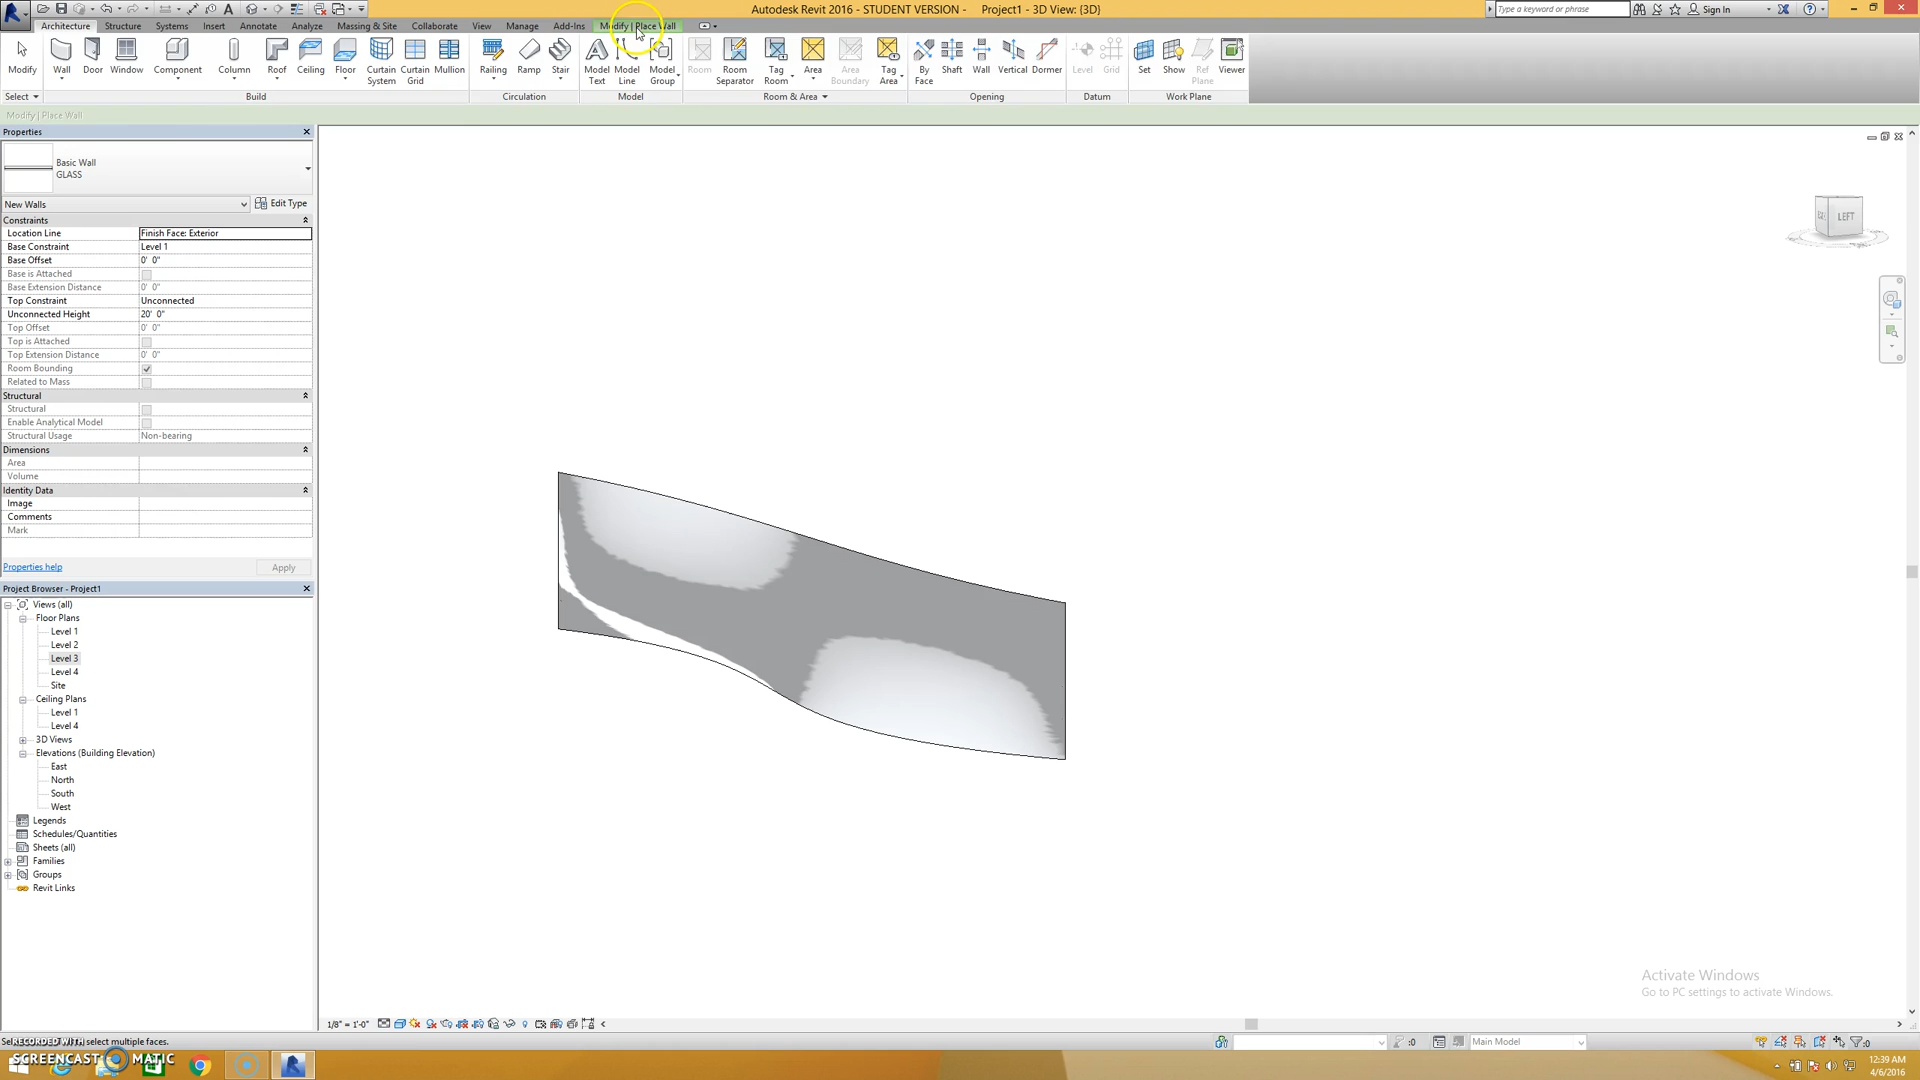 Autodesk Revit 2016 - STUDENT VERSION - Project1 - 3D View: {3D}
Type a keyword or phrase
Sign In
Architecture Structure Systems Insert Annotate Analyze Massing & Site Collaborate View Manage Add-Ins Modify | Place Wall
Modify Wall Door Window Component Column Roof Ceiling Floor Curtain System Curtain Grid Mullion Railing Ramp Stair Model Text Model Line Model Group Room Room Separator Tag Room Area Area Boundary Tag Area By Face Shaft Wall Vertical Dormer Level Grid Set Show Ref Plane Viewer
Select Build Circulation Model Room & Area Opening Datum Work Plane
Modify | Place Wall
Properties
Basic Wall
GLASS
New Walls Edit Type
Constraints
Location Line Finish Face: Exterior
Base Constraint Level 1
Base Offset 0' 0"
Base is Attached
Base Extension Distance 0' 0"
Top Constraint Unconnected
Unconnected Height 20' 0"
Top Offset 0' 0"
Top is Attached
Top Extension Distance 0' 0"
Room Bounding
Related to Mass
Structural
Structural
Enable Analytical Model
Structural Usage Non-bearing
Dimensions
Area
Volume
Identity Data
Image
Comments
Mark
Properties help Apply
Project Browser - Project1
Views (all)
Floor Plans
Level 1
Level 2
Level 3
Level 4
Site
Ceiling Plans
Level 1
Level 4
3D Views
Elevations (Building Elevation)
East
North
South
West
Legends
Schedules/Quantities
Sheets (all)
Families
Groups
Revit Links
LEFT
Activate Windows
Go to PC settings to activate Windows.
1/8" = 1'-0"
select multiple faces.
:0 Main Model :0
RECORDED WITH
SCREENCAST MATIC
12:39 AM
4/6/2016